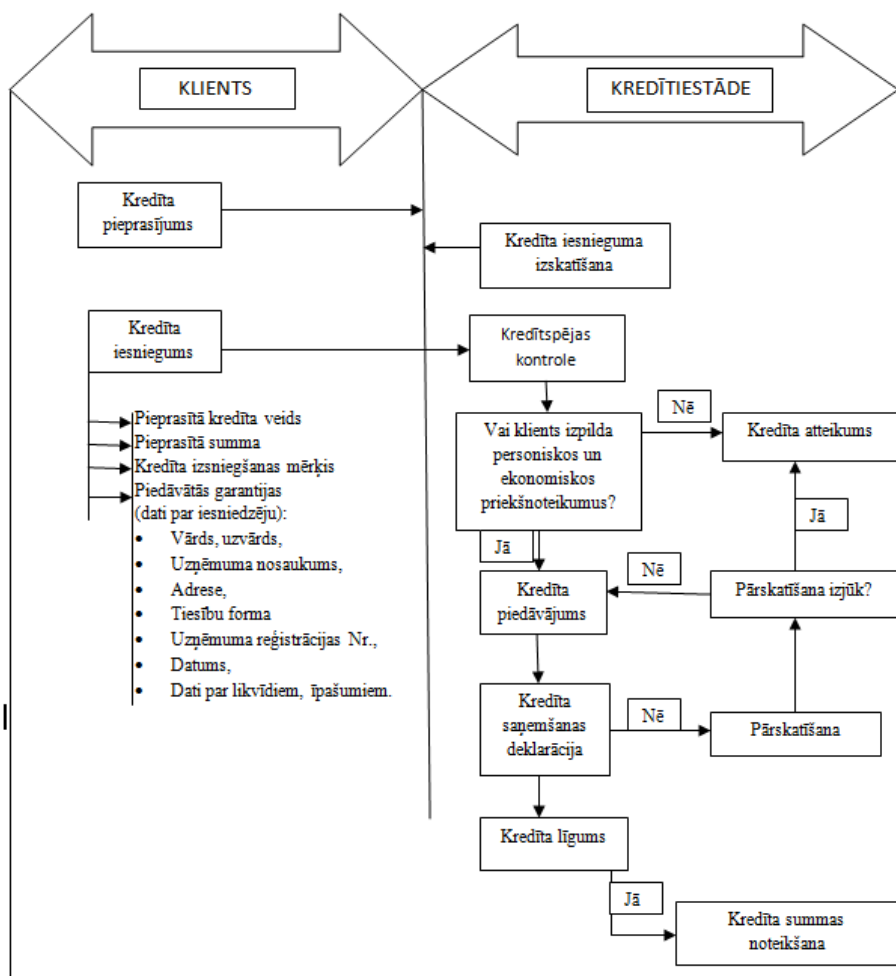 KLIENTS
KREDĪTIESTĀDE
Kredīta
pieprasījums
Kredīta iesnieguma
izskatīšana
Kredīta
iesniegums
Kredītspējas
kontrole
Pieprasītā kredīta veids
Pieprasītā summa
Kredīta izsniegšanas mērķis
Piedāvātās garantijas
(dati par iesniedzēju):
• Vārds, uzvārds,
• Uzņēmuma nosaukums,
• Adrese,
• Tiesību forma
• Uzņēmuma reģistrācijas Nr.,
• Datums,
• Dati par likvīdiem, īpašumiem.
Vai klients izpilda
personiskos un
ekonomiskos
priekšnoteikumus?
Nē
Kredīta atteikums
Jā
Jā
Kredīta
piedāvājums
Nē
Pārskatīšana izjūk?
Kredīta
saņemšanas
deklarācija
Nē
Pārskatīšana
Kredīta līgums
Jā
Kredīta summas
noteikšana